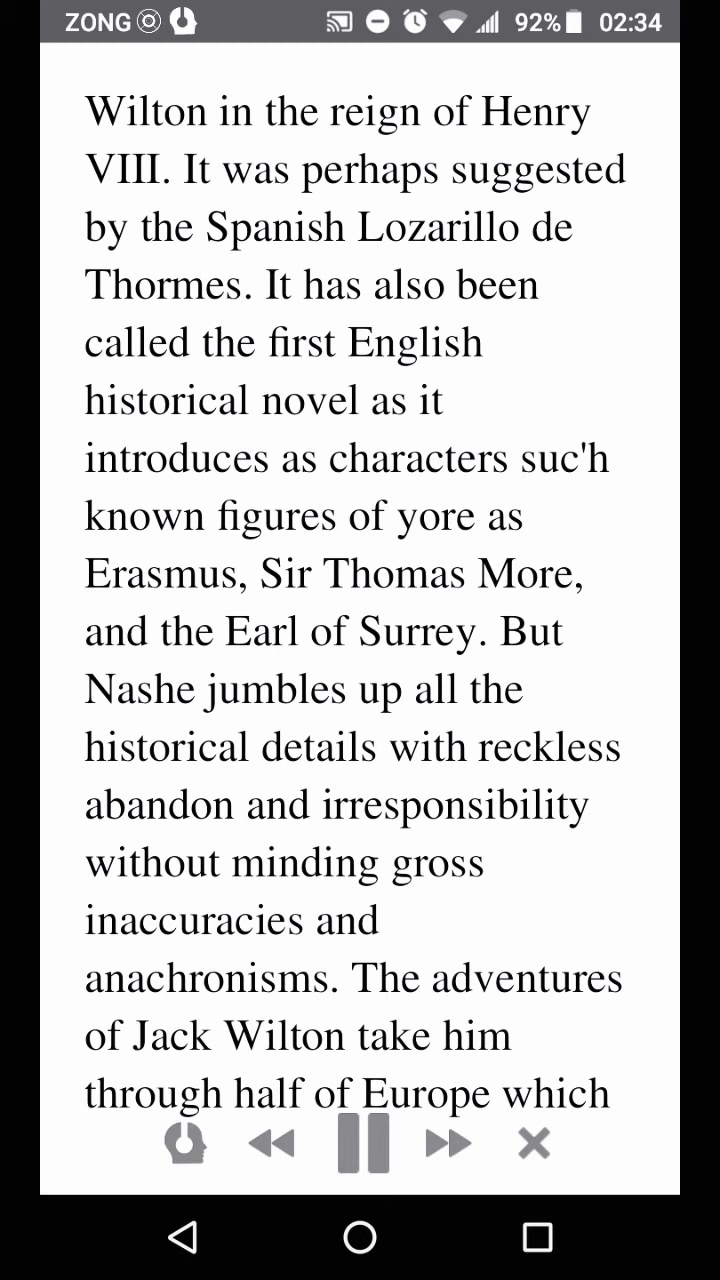 ZONG 92% 02:34
Wilton in the reign of Henry
VIII. It was perhaps suggested
by the Spanish Lozarillo de
Thormes. It has also been
called the first English
historical novel as it
introduces as characters suc'h
known figures of yore as
Erasmus, Sir Thomas More,
and the Earl of Surrey. But
Nashe jumbles up all the
historical details with reckless
abandon and irresponsibility
without minding gross
inaccuracies and
anachronisms. The adventures
of Jack Wilton take him
through half of Europe which